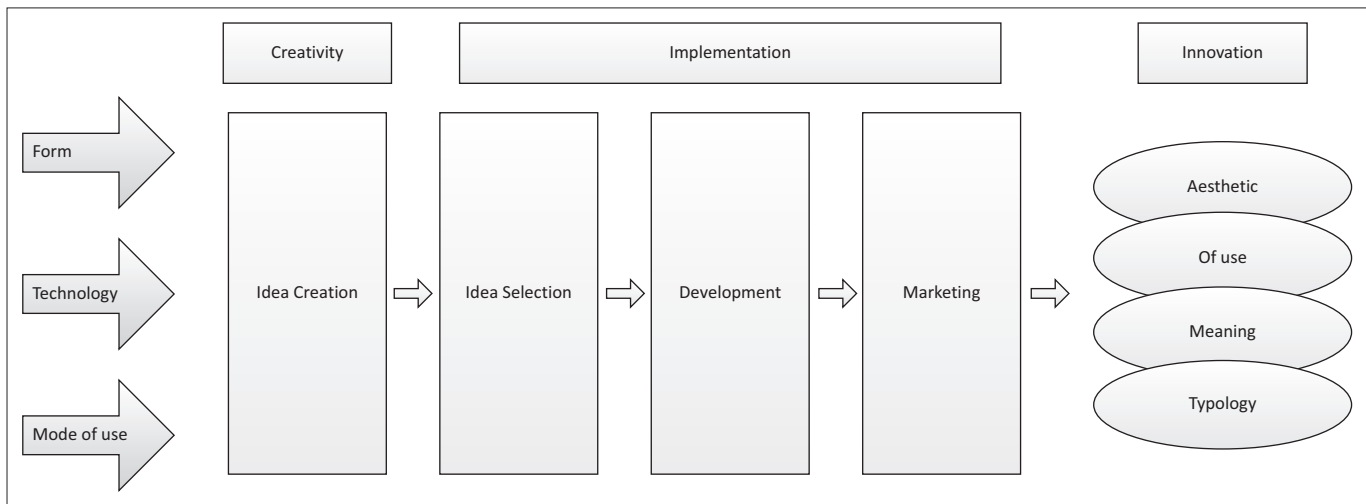 Creativity
Implementation
Innovation
Form
Technology
Mode of use
Idea Creation
Idea Selection
Development
Marketing
Aesthetic
Of use
Meaning
Typology